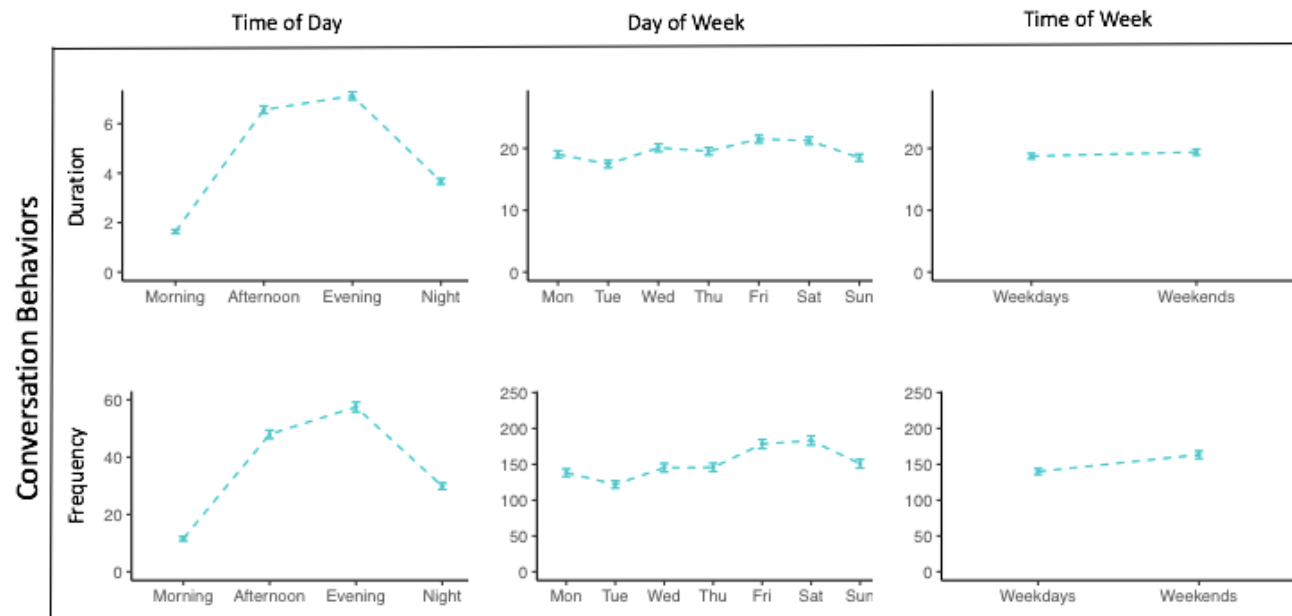 Time of Day
Day of Week
Time of Week
Conversation Behaviors
Duration
6
4
2
0
Morning Afternoon Evening Night
20
10
0
Mon Tue Wed Thu Fri Sat Sun
20
10
0
Weekdays Weekends
Frequency
60
40
20
0
Morning Afternoon Evening Night
250
200
150
100
50
0
Mon Tue Wed Thu Fri Sat Sun
250
200
150
100
50
0
Weekdays Weekends